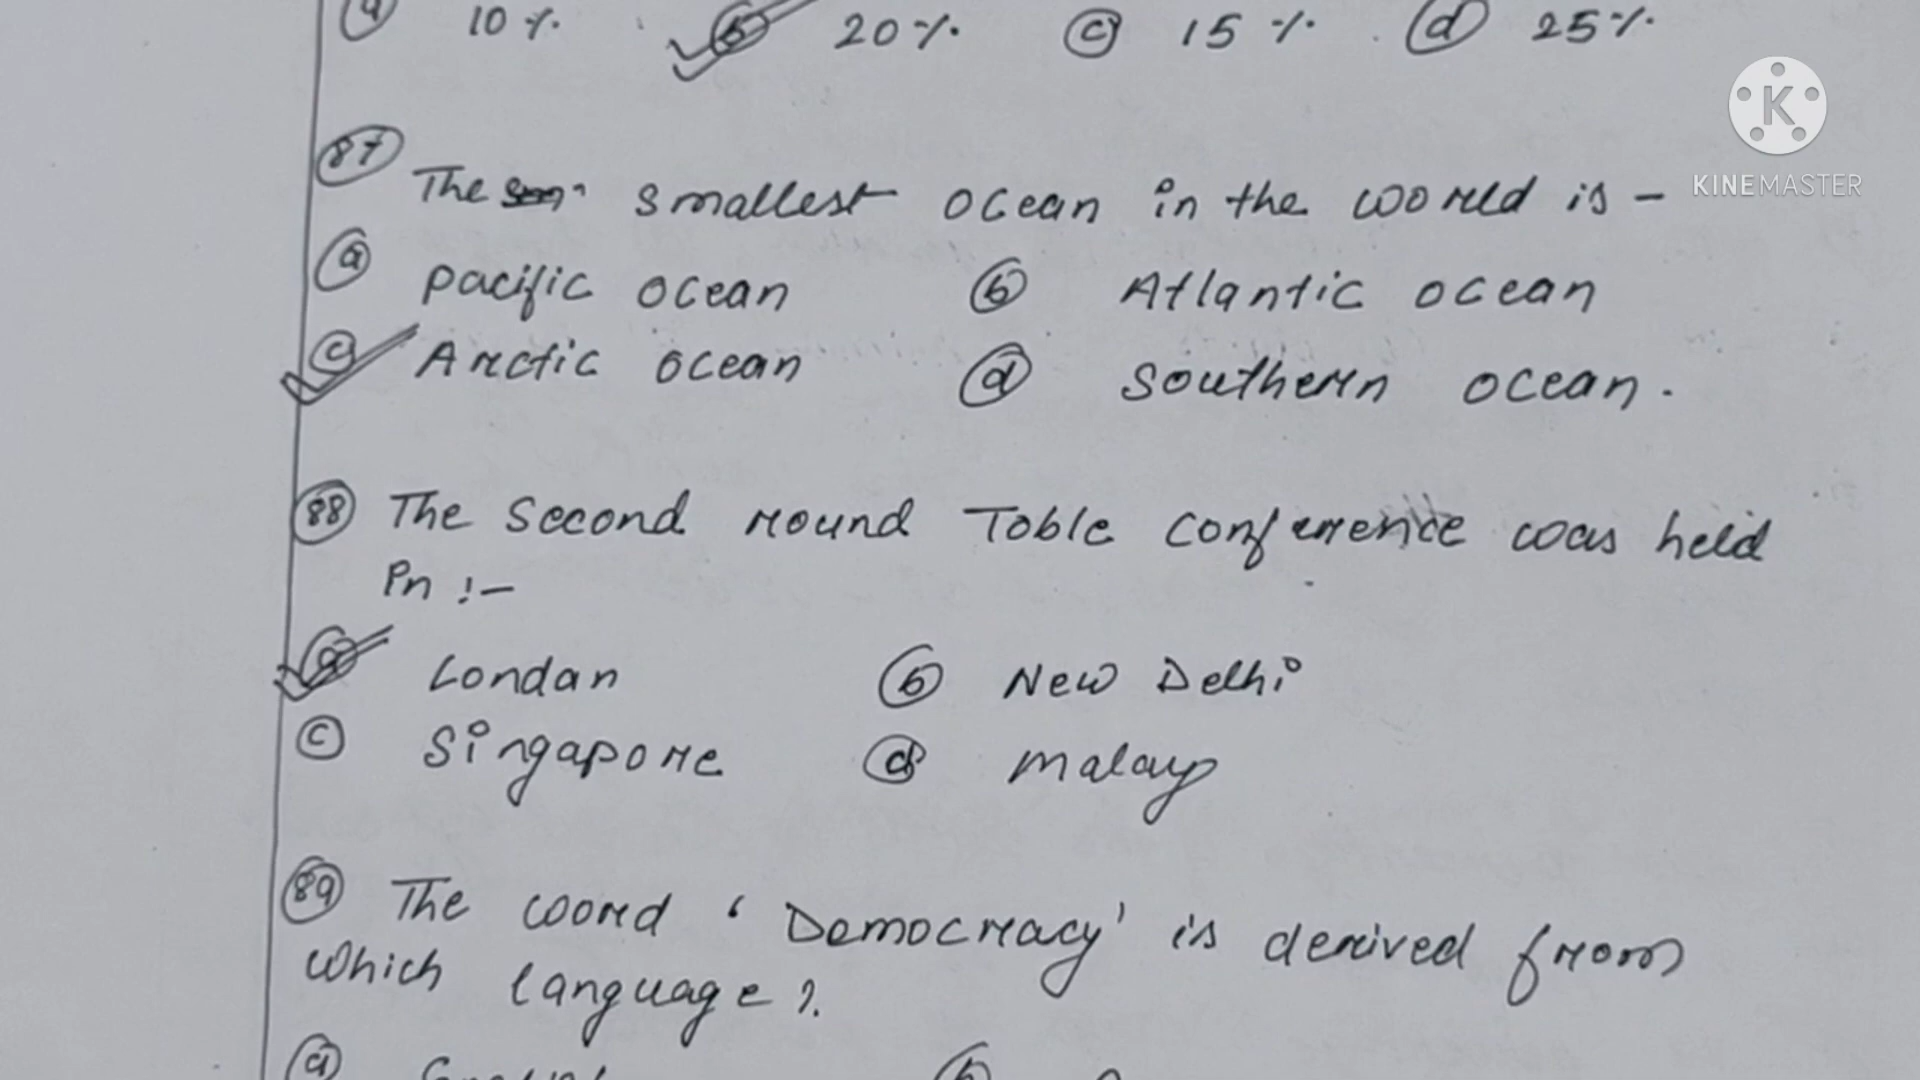 ⓐ 10% ⓑ 20% ⓒ 15% ⓓ 25%
KINEMASTER
87 The smallest ocean in the world is -
ⓐ Pacific ocean ⓑ Atlantic ocean
ⓒ Arctic ocean ⓓ Southern ocean.
88 The Second round Toble conference was held
in :-
ⓐ Londan ⓑ New Delhi
ⓒ Singapore ⓓ malay
89 The word 'Democracy' is derived from
which language?
ⓐ ⓑ